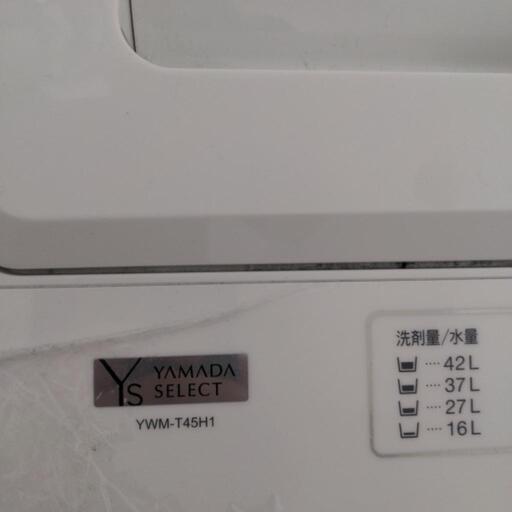 YAMADA
YS SELECT
YWM-T45H1
洗剤量/水量
····42L
····37L
····27L
····16L